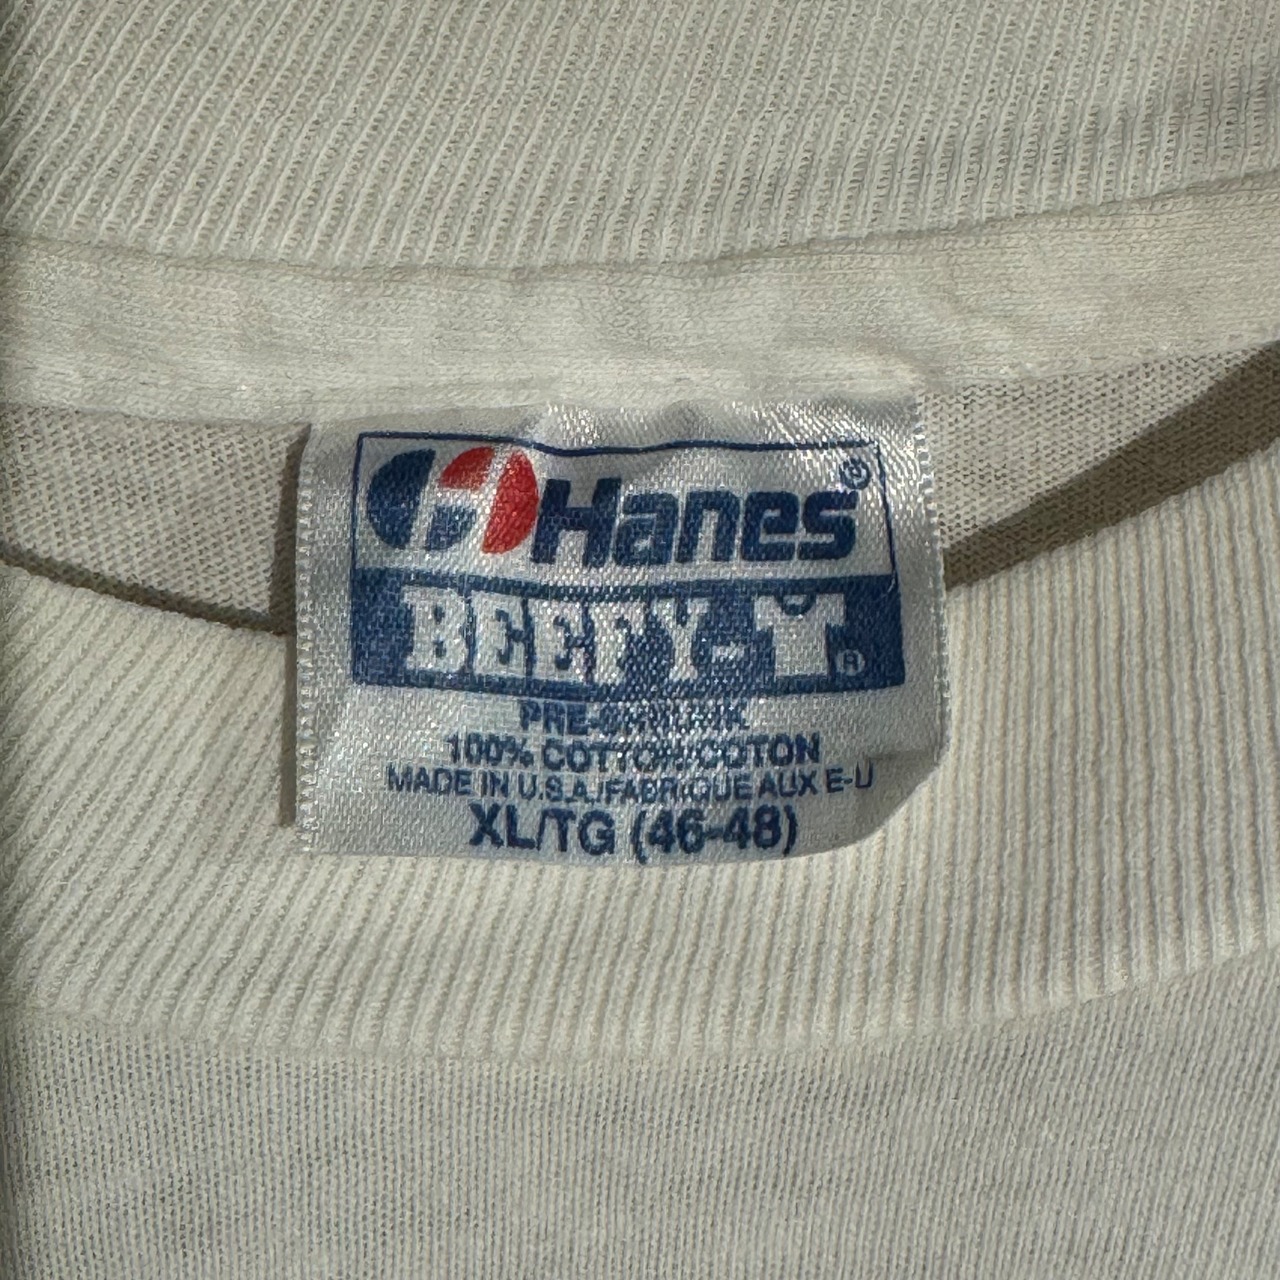 Hanes®
BEEFY-T®
PRE-SHRUNK
100% COTTON/COTON
MADE IN U.S.A./FABRIQUE AUX E-U
XL/TG (46-48)